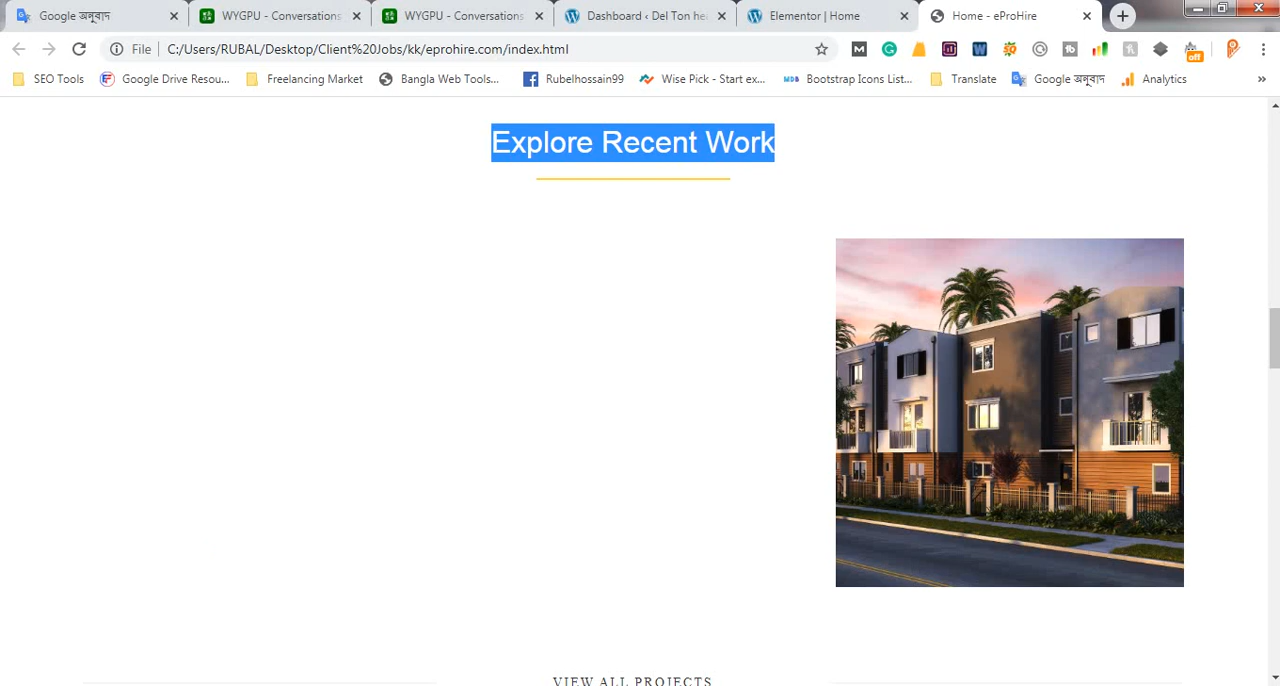 Google অনুবাদ
WYGPU - Conversations
WYGPU - Conversations
Dashboard ‹ Del Ton he
Elementor | Home
Home - eProHire
File
C:/Users/RUBAL/Desktop/Client%20Jobs/kk/eprohire.com/index.html
off
SEO Tools
Google Drive Resou...
Freelancing Market
Bangla Web Tools...
Rubelhossain99
Wise Pick - Start ex...
MDB
Bootstrap Icons List...
Translate
Google অনুবাদ
Analytics
»
Explore Recent Work
VIEW ALL PROJECTS